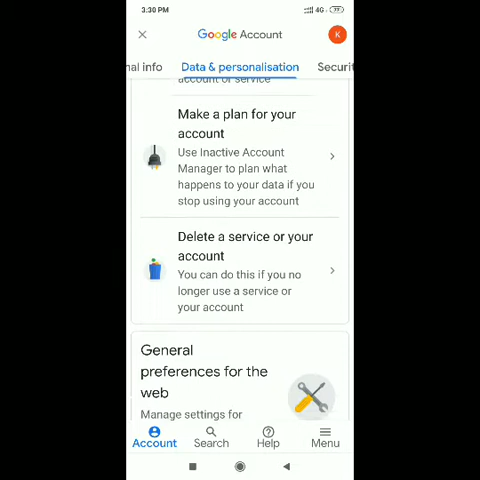 3:30 PM
4G
77
Google Account
K
nal info
Data & personalisation
Securit
account or service
Make a plan for your
account
Use Inactive Account
Manager to plan what
happens to your data if you
stop using your account
Delete a service or your
account
You can do this if you no
longer use a service or
your account
General
preferences for the
web
Manage settings for
Account
Search
Help
Menu